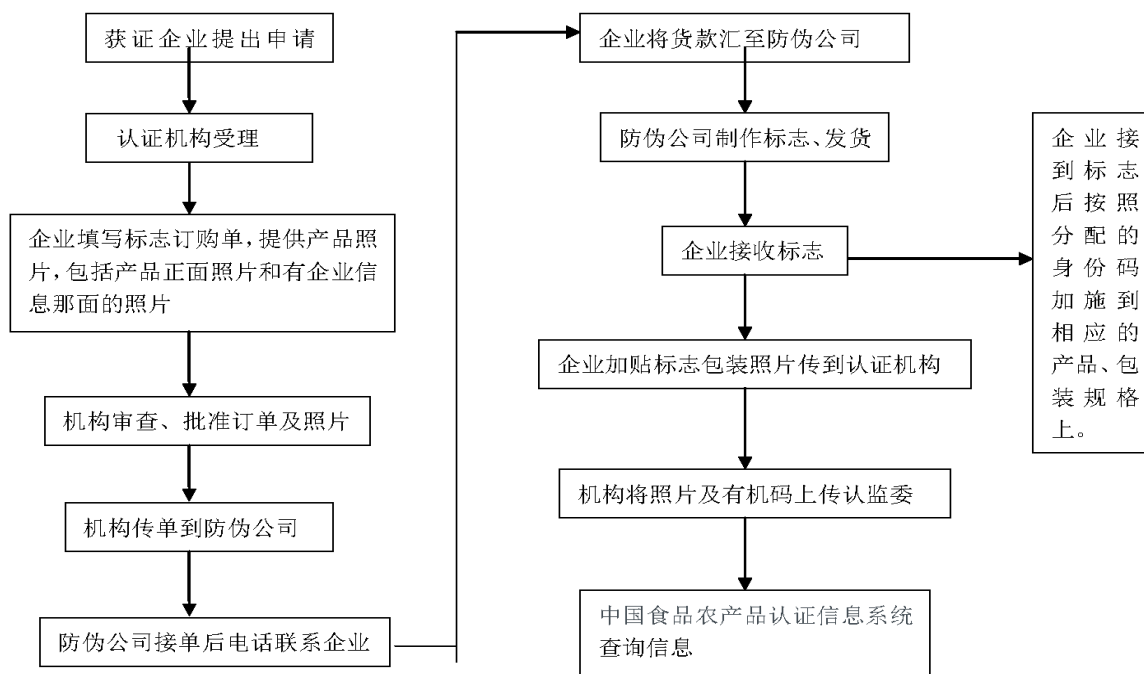 获证企业提出申请
认证机构受理
企业填写标志订购单，提供产品照
片，包括产品正面照片和有企业信
息那面的照片
机构审查、批准订单及照片
机构传单到防伪公司
防伪公司接单后电话联系企业
企业将货款汇至防伪公司
防伪公司制作标志、发货
企业接收标志
企业加贴标志包装照片传到认证机构
机构将照片及有机码上传认监委
中国食品农产品认证信息系统
查询信息
企业接
到标志
后按照
分配的
身份码
加施到
相应的
产品、包
装规格
上。